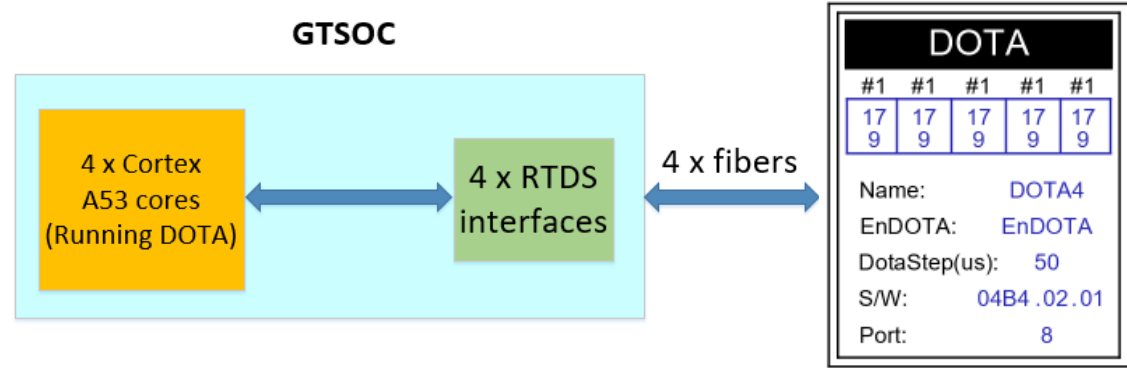 GTSOC
4 x Cortex
A53 cores
(Running DOTA)
4 x RTDS
interfaces
4 x fibers
DOTA
#1 #1 #1 #1 #1
17 17 17 17 17
9 9 9 9 9
Name: DOTA4
EnDOTA: EnDOTA
DotaStep(us): 50
S/W: 04B4.02.01
Port: 8